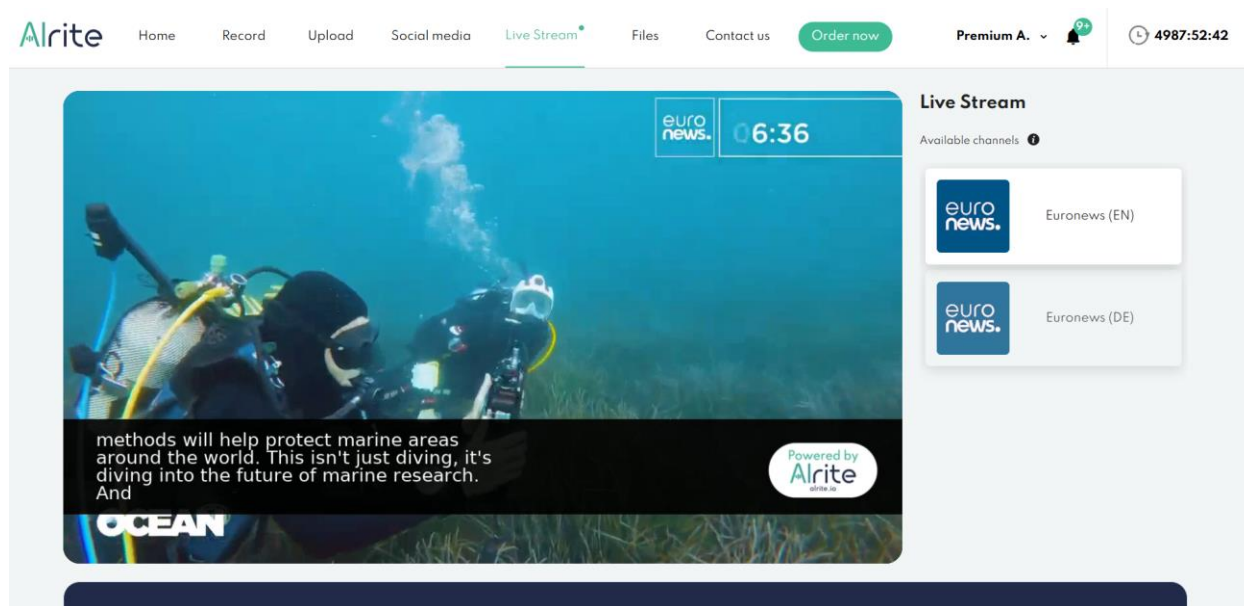 Alrite
Home Record Upload Social media Live Stream Files Contact us Order now Premium A. 9+ 4987:52:42
euro
news.
06:36
methods will help protect marine areas
around the world. This isn't just diving, it's
diving into the future of marine research.
And
Powered by
Alrite
alrite.io
OCEAN
Live Stream
Available channels
euro
news.
Euronews (EN)
euro
news.
Euronews (DE)